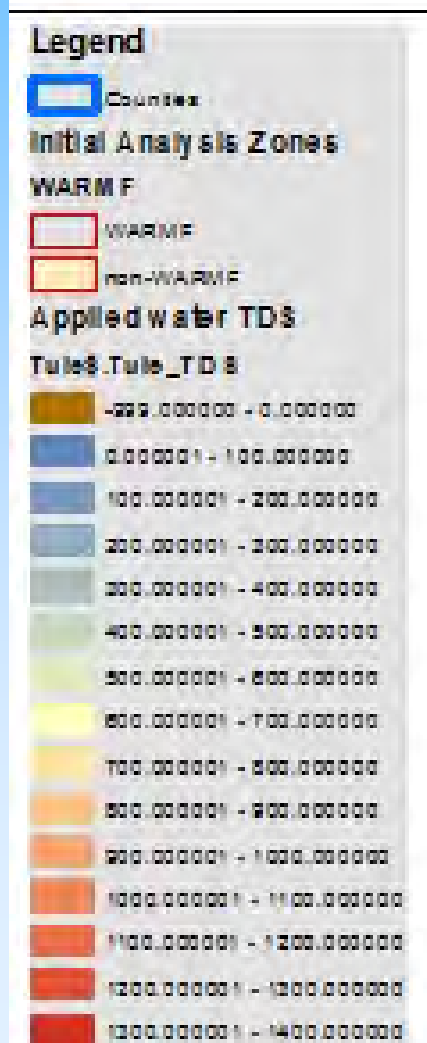 Legend
Counties
Initial Analysis Zones
WARMF
WARMF
non-WARMF
Applied water TDS
Tule8.Tule_TDS
-999.000000 - 0.000000
0.000001 - 100.000000
100.000001 - 200.000000
200.000001 - 300.000000
300.000001 - 400.000000
400.000001 - 500.000000
500.000001 - 600.000000
600.000001 - 700.000000
700.000001 - 800.000000
800.000001 - 900.000000
900.000001 - 1000.000000
1000.000001 - 1100.000000
1100.000001 - 1200.000000
1200.000001 - 1300.000000
1300.000001 - 1400.000000